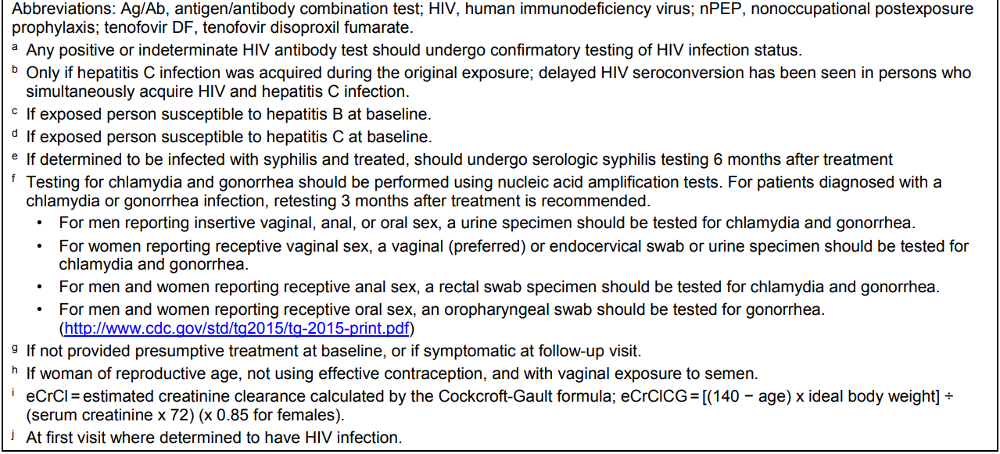 Abbreviations: Ag/Ab, antigen/antibody combination test; HIV, human immunodeficiency virus; nPEP, nonoccupational postexposure
prophylaxis; tenofovir DF, tenofovir disoproxil fumarate.
a Any positive or indeterminate HIV antibody test should undergo confirmatory testing of HIV infection status.
b Only if hepatitis C infection was acquired during the original exposure; delayed HIV seroconversion has been seen in persons who
simultaneously acquire HIV and hepatitis C infection.
c If exposed person susceptible to hepatitis B at baseline.
d If exposed person susceptible to hepatitis C at baseline.
e If determined to be infected with syphilis and treated, should undergo serologic syphilis testing 6 months after treatment
f Testing for chlamydia and gonorrhea should be performed using nucleic acid amplification tests. For patients diagnosed with a
chlamydia or gonorrhea infection, retesting 3 months after treatment is recommended.
• For men reporting insertive vaginal, anal, or oral sex, a urine specimen should be tested for chlamydia and gonorrhea.
• For women reporting receptive vaginal sex, a vaginal (preferred) or endocervical swab or urine specimen should be tested for
chlamydia and gonorrhea.
• For men and women reporting receptive anal sex, a rectal swab specimen should be tested for chlamydia and gonorrhea.
• For men and women reporting receptive oral sex, an oropharyngeal swab should be tested for gonorrhea.
(http://www.cdc.gov/std/tg2015/tg-2015-print.pdf)
g If not provided presumptive treatment at baseline, or if symptomatic at follow-up visit.
h If woman of reproductive age, not using effective contraception, and with vaginal exposure to semen.
i eCrCl = estimated creatinine clearance calculated by the Cockcroft-Gault formula; eCrClCG = [(140 − age) x ideal body weight] ÷
(serum creatinine x 72) (x 0.85 for females).
j At first visit where determined to have HIV infection.